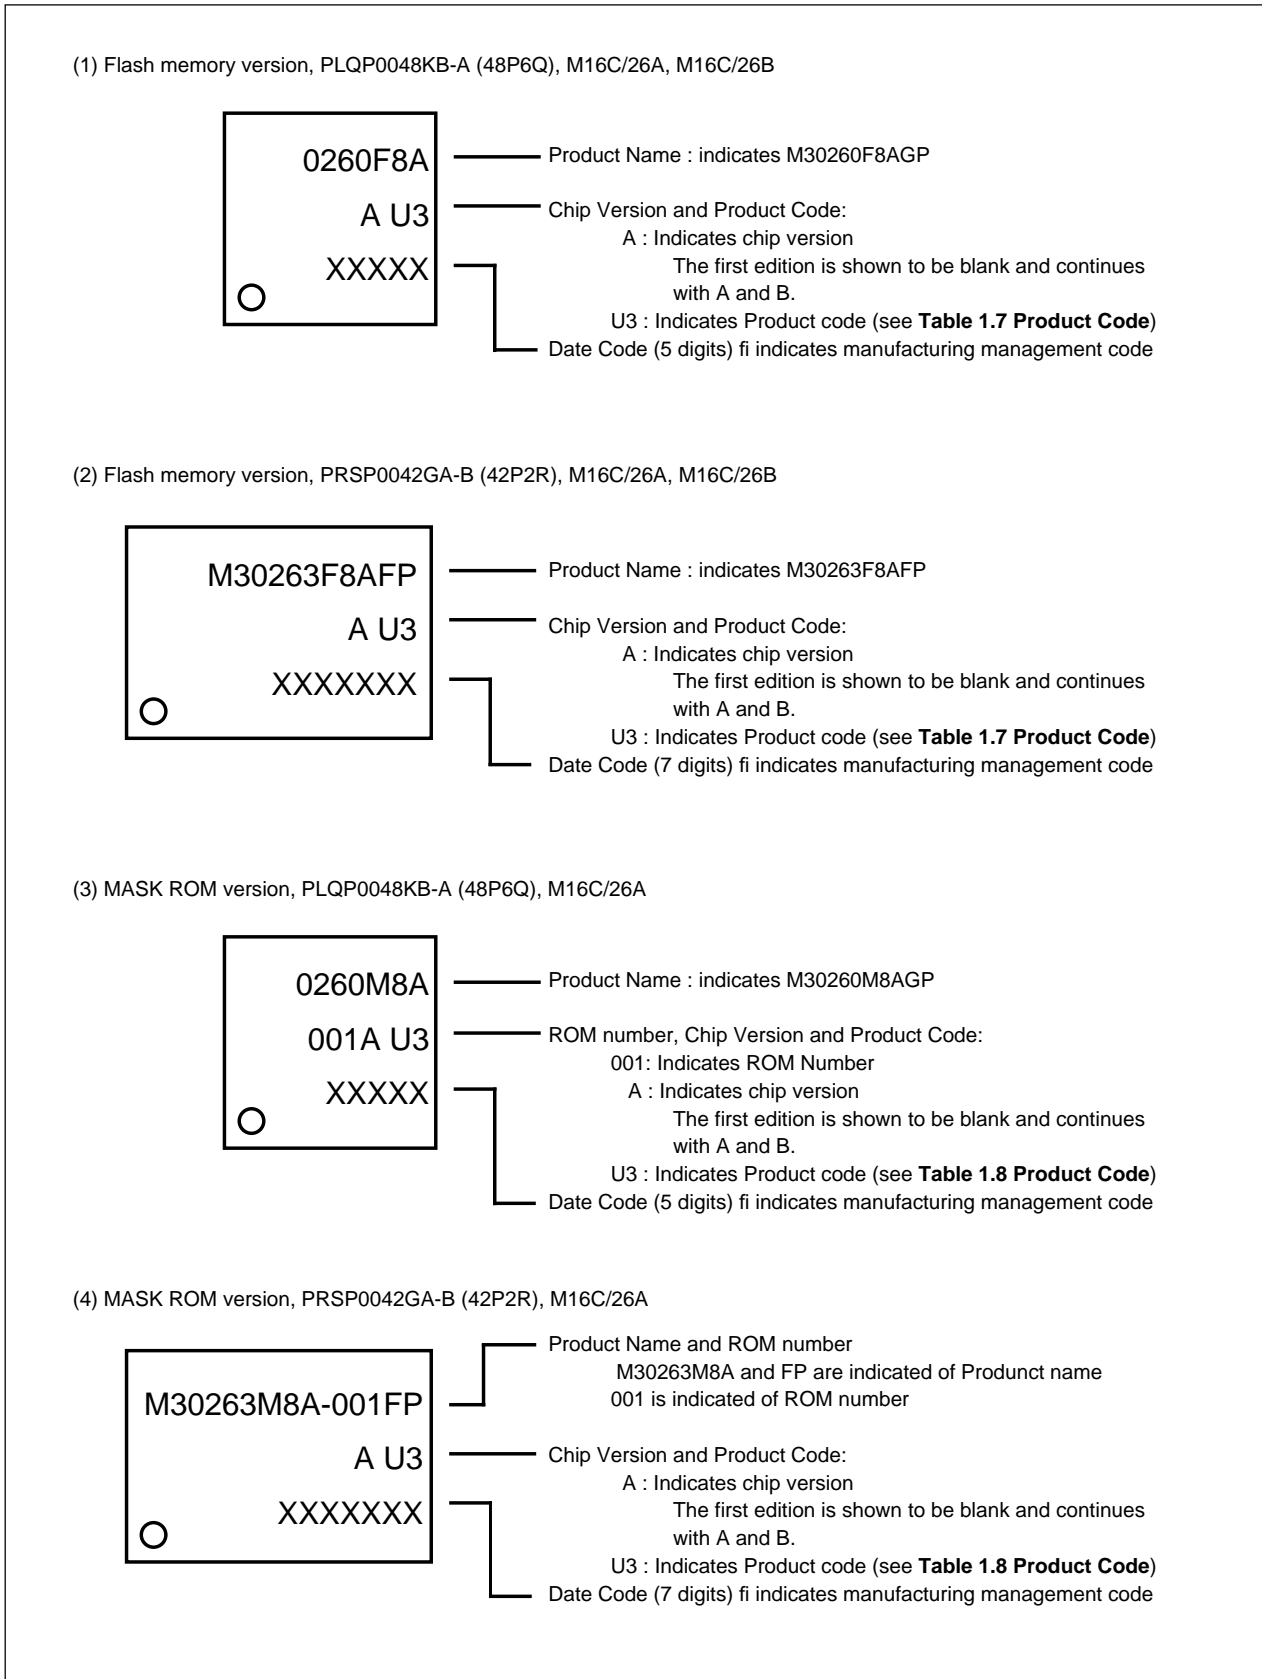 (1) Flash memory version, PLQP0048KB-A (48P6Q), M16C/26A, M16C/26B
0260F8A
Product Name : indicates M30260F8AGP
A U3
Chip Version and Product Code:
A : Indicates chip version
The first edition is shown to be blank and continues
with A and B.
XXXXX
U3 : Indicates Product code (see Table 1.7 Product Code)
Date Code (5 digits) fi indicates manufacturing management code
(2) Flash memory version, PRSP0042GA-B (42P2R), M16C/26A, M16C/26B
M30263F8AFP
Product Name : indicates M30263F8AFP
A U3
Chip Version and Product Code:
A : Indicates chip version
The first edition is shown to be blank and continues
with A and B.
XXXXXXX
U3 : Indicates Product code (see Table 1.7 Product Code)
Date Code (7 digits) fi indicates manufacturing management code
(3) MASK ROM version, PLQP0048KB-A (48P6Q), M16C/26A
0260M8A
Product Name : indicates M30260M8AGP
001A U3
ROM number, Chip Version and Product Code:
001: Indicates ROM Number
A : Indicates chip version
The first edition is shown to be blank and continues
with A and B.
XXXXX
U3 : Indicates Product code (see Table 1.8 Product Code)
Date Code (5 digits) fi indicates manufacturing management code
(4) MASK ROM version, PRSP0042GA-B (42P2R), M16C/26A
M30263M8A-001FP
Product Name and ROM number
M30263M8A and FP are indicated of Produnct name
001 is indicated of ROM number
A U3
Chip Version and Product Code:
A : Indicates chip version
The first edition is shown to be blank and continues
with A and B.
XXXXXXX
U3 : Indicates Product code (see Table 1.8 Product Code)
Date Code (7 digits) fi indicates manufacturing management code